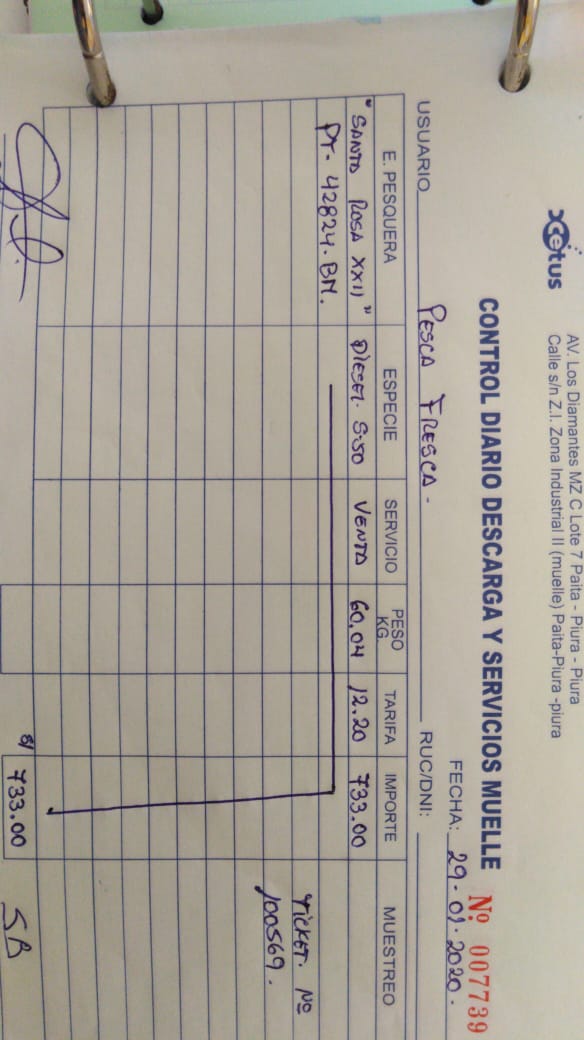 xcetus
AV. Los Diamantes MZ C Lote 7 Paita - Piura - Piura
Calle s/n Z.I. Zona Industrial II (muelle) Paita-Piura -piura
CONTROL DIARIO DESCARGA Y SERVICIOS MUELLE Nº 007739
FECHA: 29-01-2020-
USUARIO PESCA FRESCA - RUC/DNI:
E. PESQUERA ESPECIE SERVICIO PESO KG. TARIFA IMPORTE MUESTREO
"SANTA ROSA XXII" DIESEL S-50 VENTA 60.04 12.20 733.00
PT- 42824-BM.
TICKET. Nº
100569.
S/ 733.00 SB